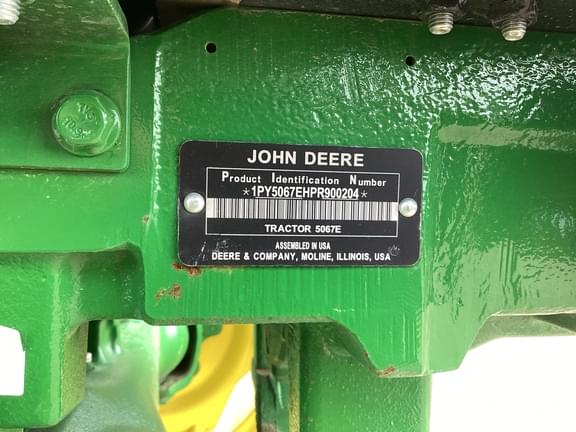 JOHN DEERE
Product Identification Number
*1PY5067EHPR900204*
TRACTOR 5067E
ASSEMBLED IN USA
DEERE & COMPANY, MOLINE, ILLINOIS, USA